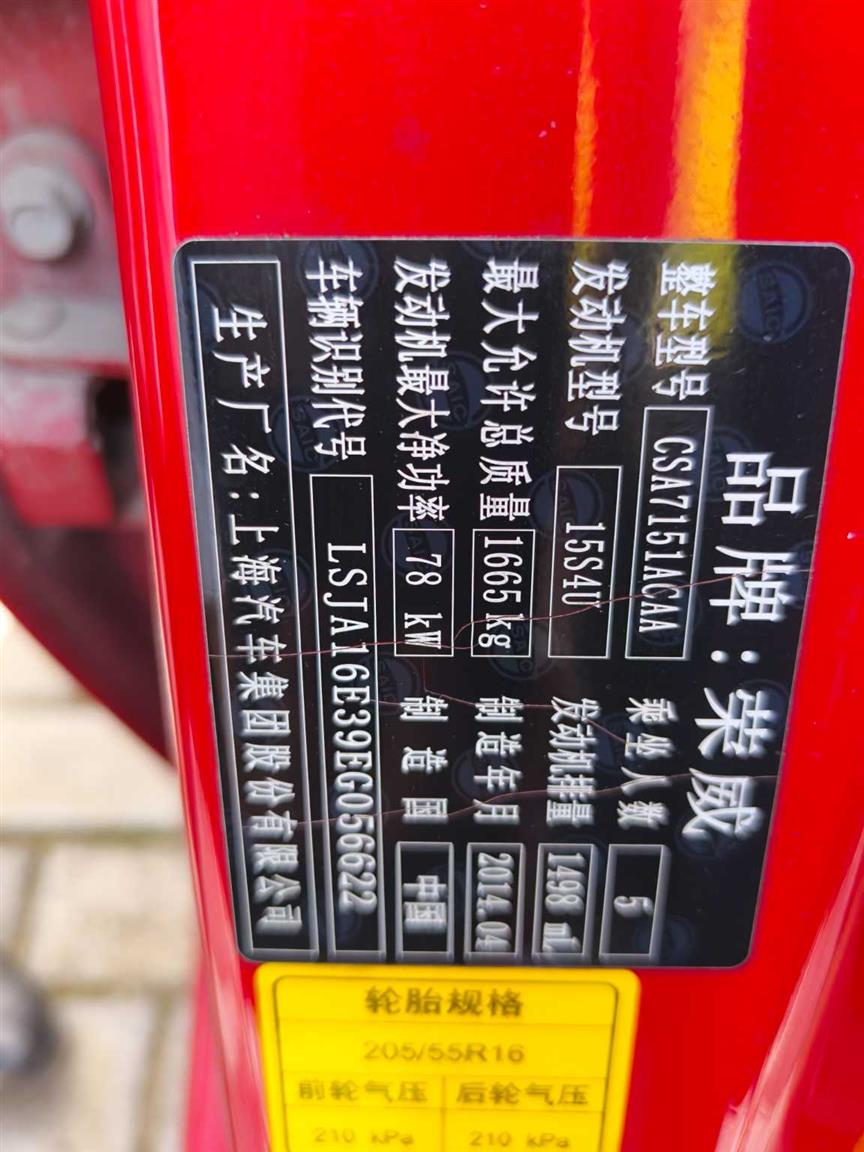 品牌:荣威
整车型号 CSA7151ACAA 乘坐人数 5
发动机型号 15S4U 发动机排量 1498 mL
最大允许总质量 1665kg 制造年月 2014.04
发动机最大净功率 78 kW 制造国 中国
车辆识别代号 LSJA16E39EG056622
生产厂名:上海汽车集团股份有限公司
轮胎规格
205/55R16
前轮气压 后轮气压
210 kPa 210 kPa
SAIC
SAIC
SAIC
SAIC